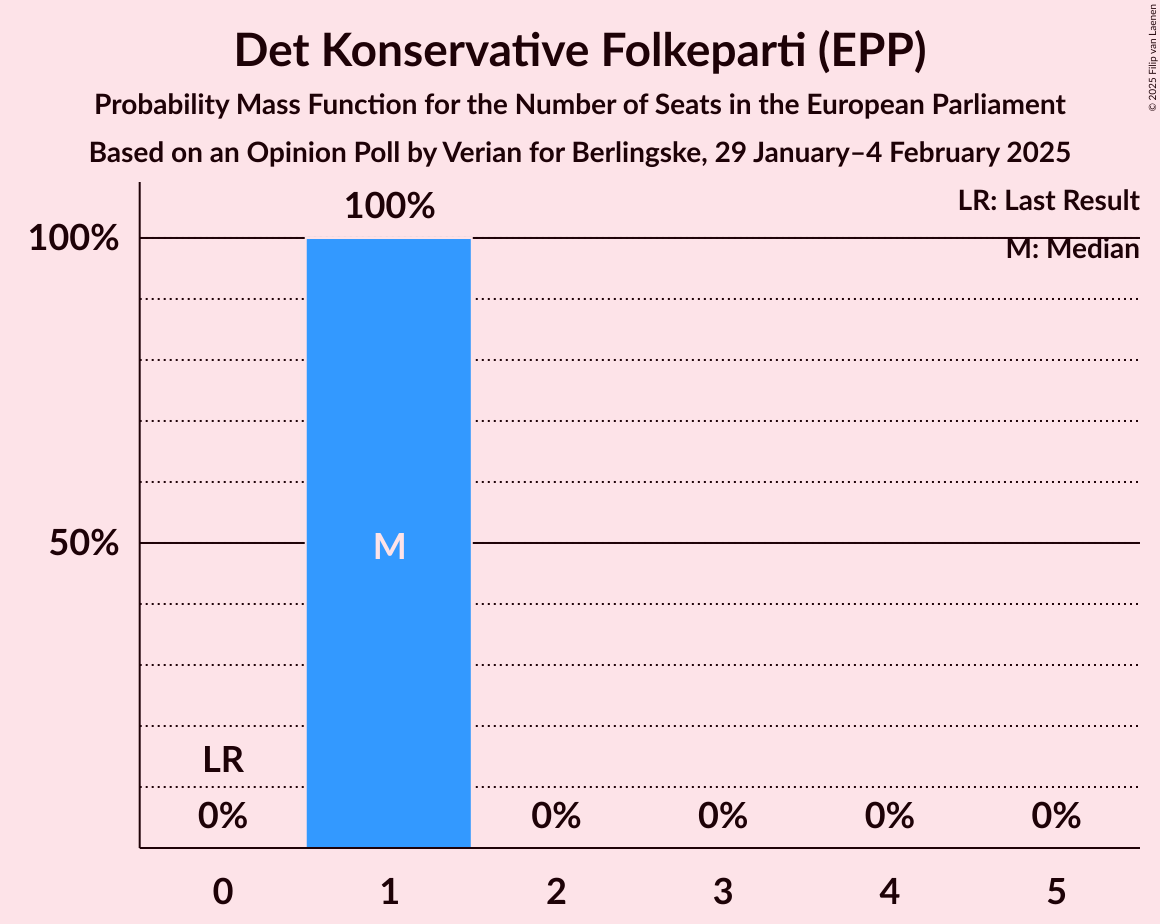 Det Konservative Folkeparti (EPP)
Probability Mass Function for the Number of Seats in the European Parliament
Based on an Opinion Poll by Verian for Berlingske, 29 January–4 February 2025
© 2025 Filip van Laenen
LR: Last Result
M: Median
100%
100%
50%
M
LR
0%
0%
0%
0%
0%
0
1
2
3
4
5